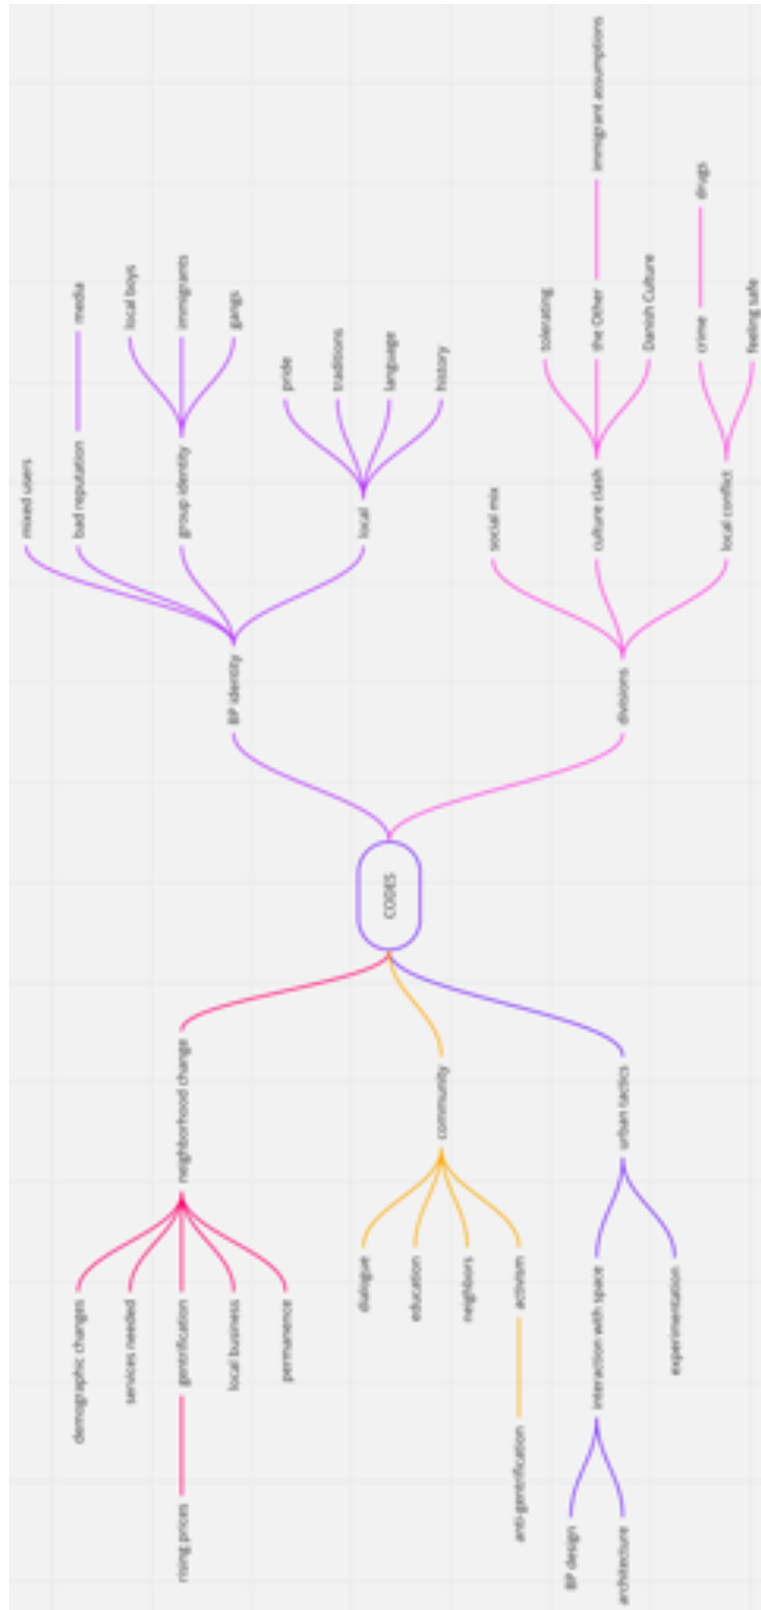 CODES
neighborhood change
demographic changes
services needed
gentrification
rising prices
local business
permanence
community
dialogue
education
neighbors
activism
anti-gentrification
urban tactics
interaction with space
BP design
architecture
experimentation
BP identity
mixed users
bad reputation
media
group identity
local boys
immigrants
gangs
local
pride
traditions
language
history
divisions
social mix
culture clash
tolerating
the Other
immigrant assumptions
Danish Culture
local conflict
crime
drugs
feeling safe